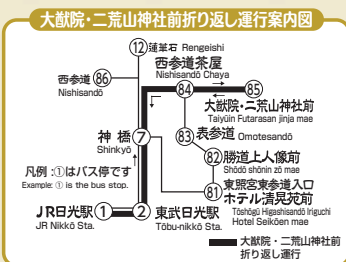 大猷院・二荒山神社前折り返し運行案内図
⑫ 蓮華石 Rengeishi
西参道 86
Nishisandō
西参道茶屋
Nishisandō Chaya
84
85
大猷院・二荒山神社前
Taiyūin Futarasan jinja mae
神橋 ⑦
Shinkyō
83 表参道 Omotesandō
82 勝道上人像前
Shōdō shōnin zō mae
凡例:①はバス停です
Example: ① is the bus stop.
81 東照宮東参道入口
ホテル清晃苑前
Tōshōgū Higashisandō Iriguchi
Hotel Seikōen mae
JR日光駅 ①
JR Nikkō Sta.
② 東武日光駅
Tōbu-nikkō Sta.
大猷院・二荒山神社前
折り返し運行